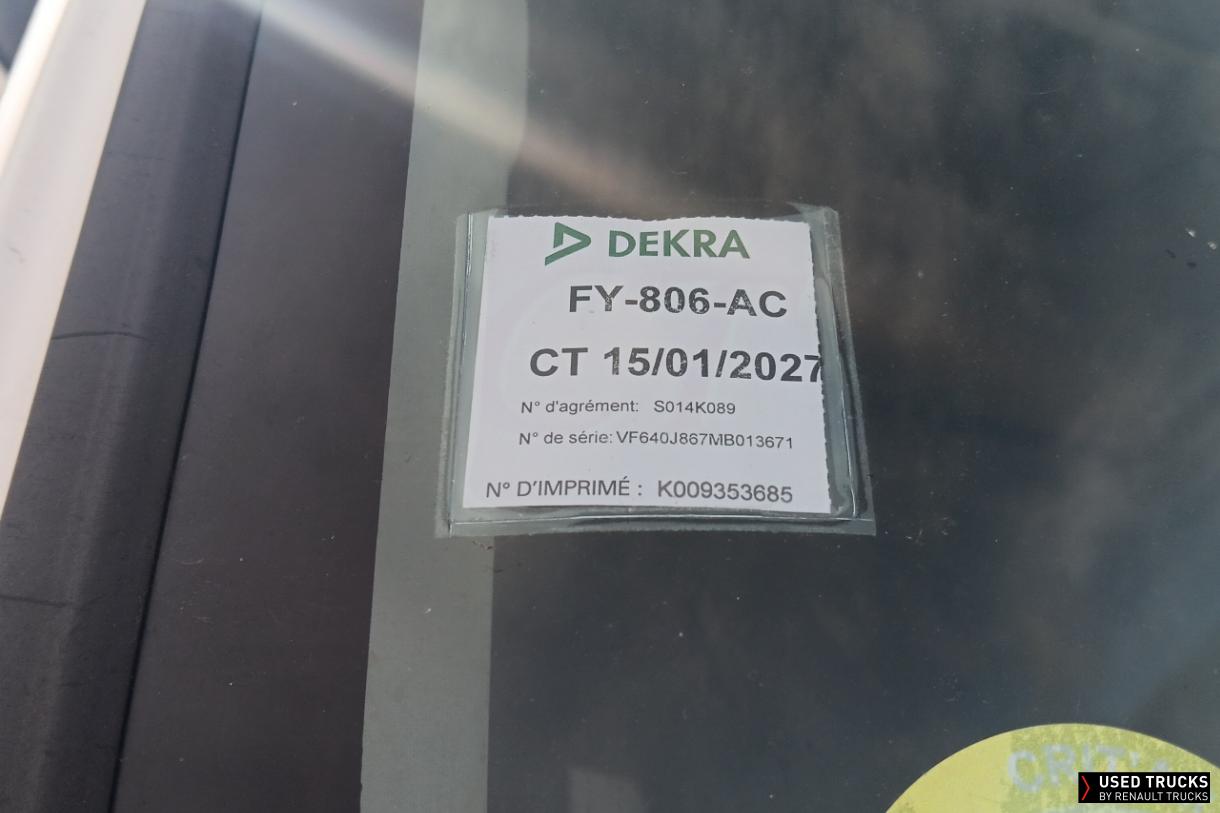 DEKRA
FY-806-AC
CT 15/01/2027
N° d'agrément: S014K089
N° de série: VF640J867MB013671
N° D'IMPRIMÉ : K009353685
USED TRUCKS
BY RENAULT TRUCKS